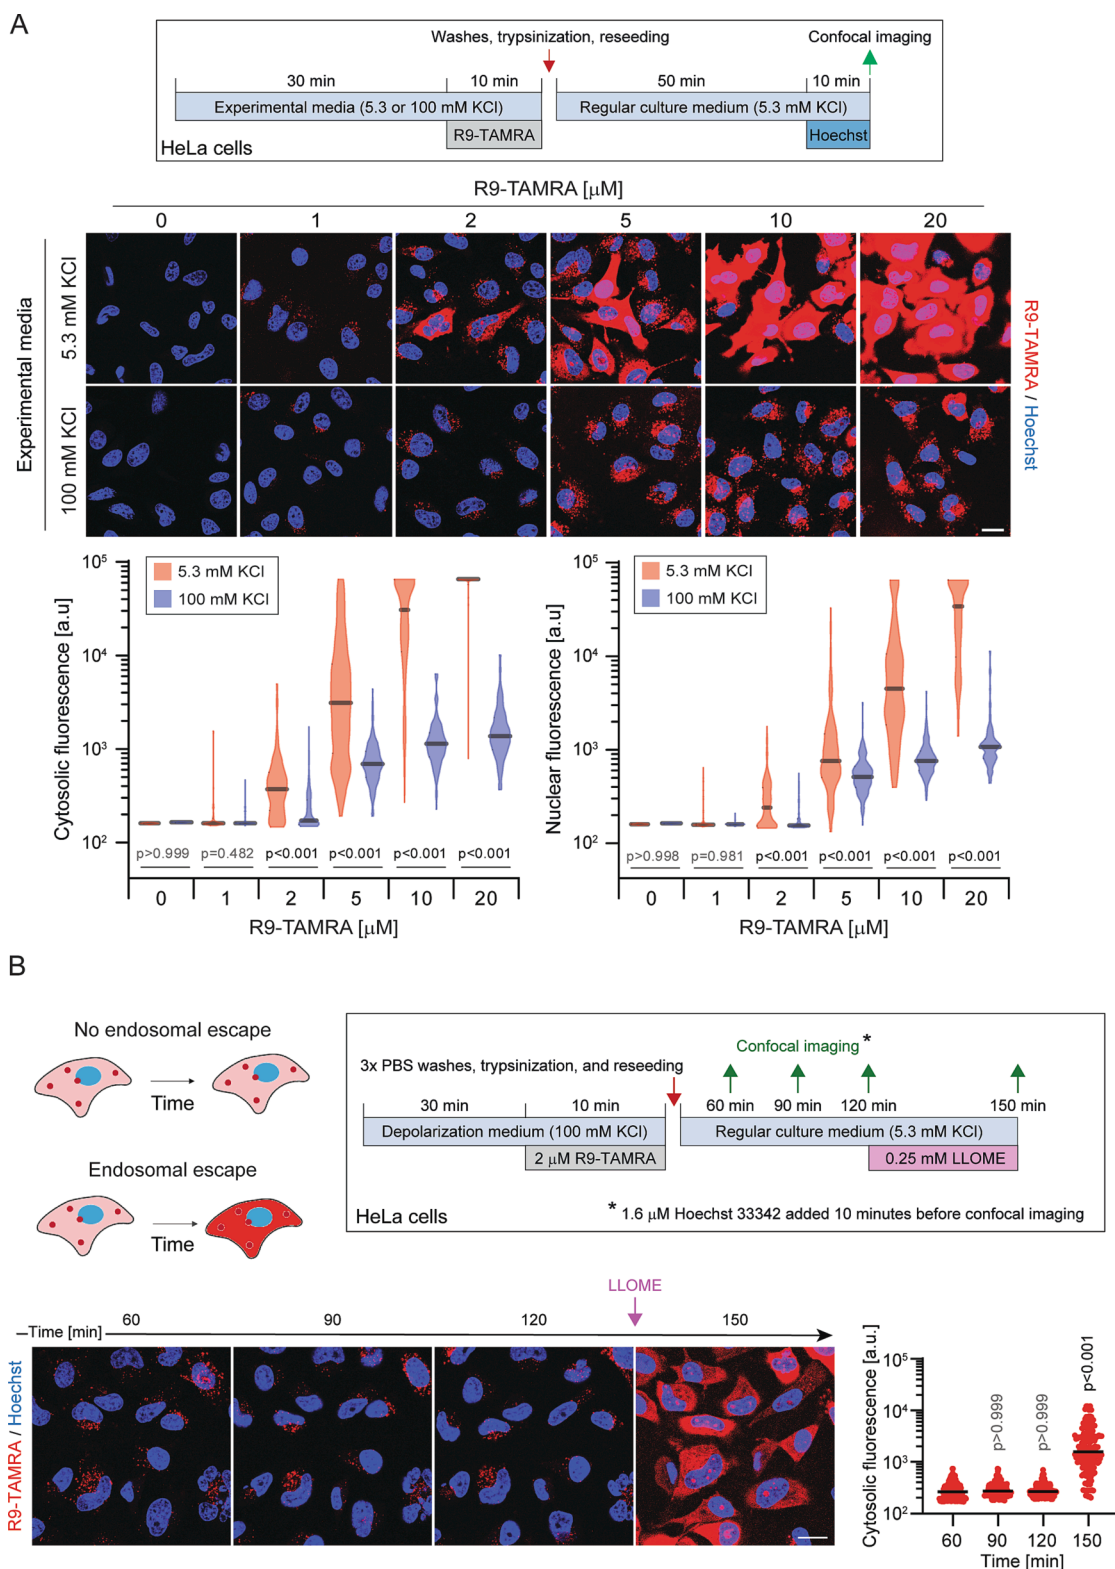 A
Washes, trypsinization, reseeding
Confocal imaging
30 min 10 min 50 min 10 min
Experimental media (5.3 or 100 mM KCl) Regular culture medium (5.3 mM KCl)
R9-TAMRA Hoechst
HeLa cells
R9-TAMRA [μM]
0 1 2 5 10 20
Experimental media
5.3 mM KCl
100 mM KCl
R9-TAMRA / Hoechst
Cytosolic fluorescence [a.u]
10⁵
10⁴
10³
10²
5.3 mM KCl
100 mM KCl
p>0.999 p=0.482 p<0.001 p<0.001 p<0.001 p<0.001
0 1 2 5 10 20
R9-TAMRA [μM]
Nuclear fluorescence [a.u]
10⁵
10⁴
10³
10²
5.3 mM KCl
100 mM KCl
p>0.998 p=0.981 p<0.001 p<0.001 p<0.001 p<0.001
0 1 2 5 10 20
R9-TAMRA [μM]
B
No endosomal escape
Time
Endosomal escape
Time
Confocal imaging *
3x PBS washes, trypsinization, and reseeding
30 min 10 min 60 min 90 min 120 min 150 min
Depolarization medium (100 mM KCl) Regular culture medium (5.3 mM KCl)
2 μM R9-TAMRA 0.25 mM LLOME
* 1.6 μM Hoechst 33342 added 10 minutes before confocal imaging
HeLa cells
LLOME
60 90 120 150
Time [min]
R9-TAMRA / Hoechst
Cytosolic fluorescence [a.u.]
10⁵
10⁴
10³
10²
p>0.999
p>0.999
p<0.001
60 90 120 150
Time [min]